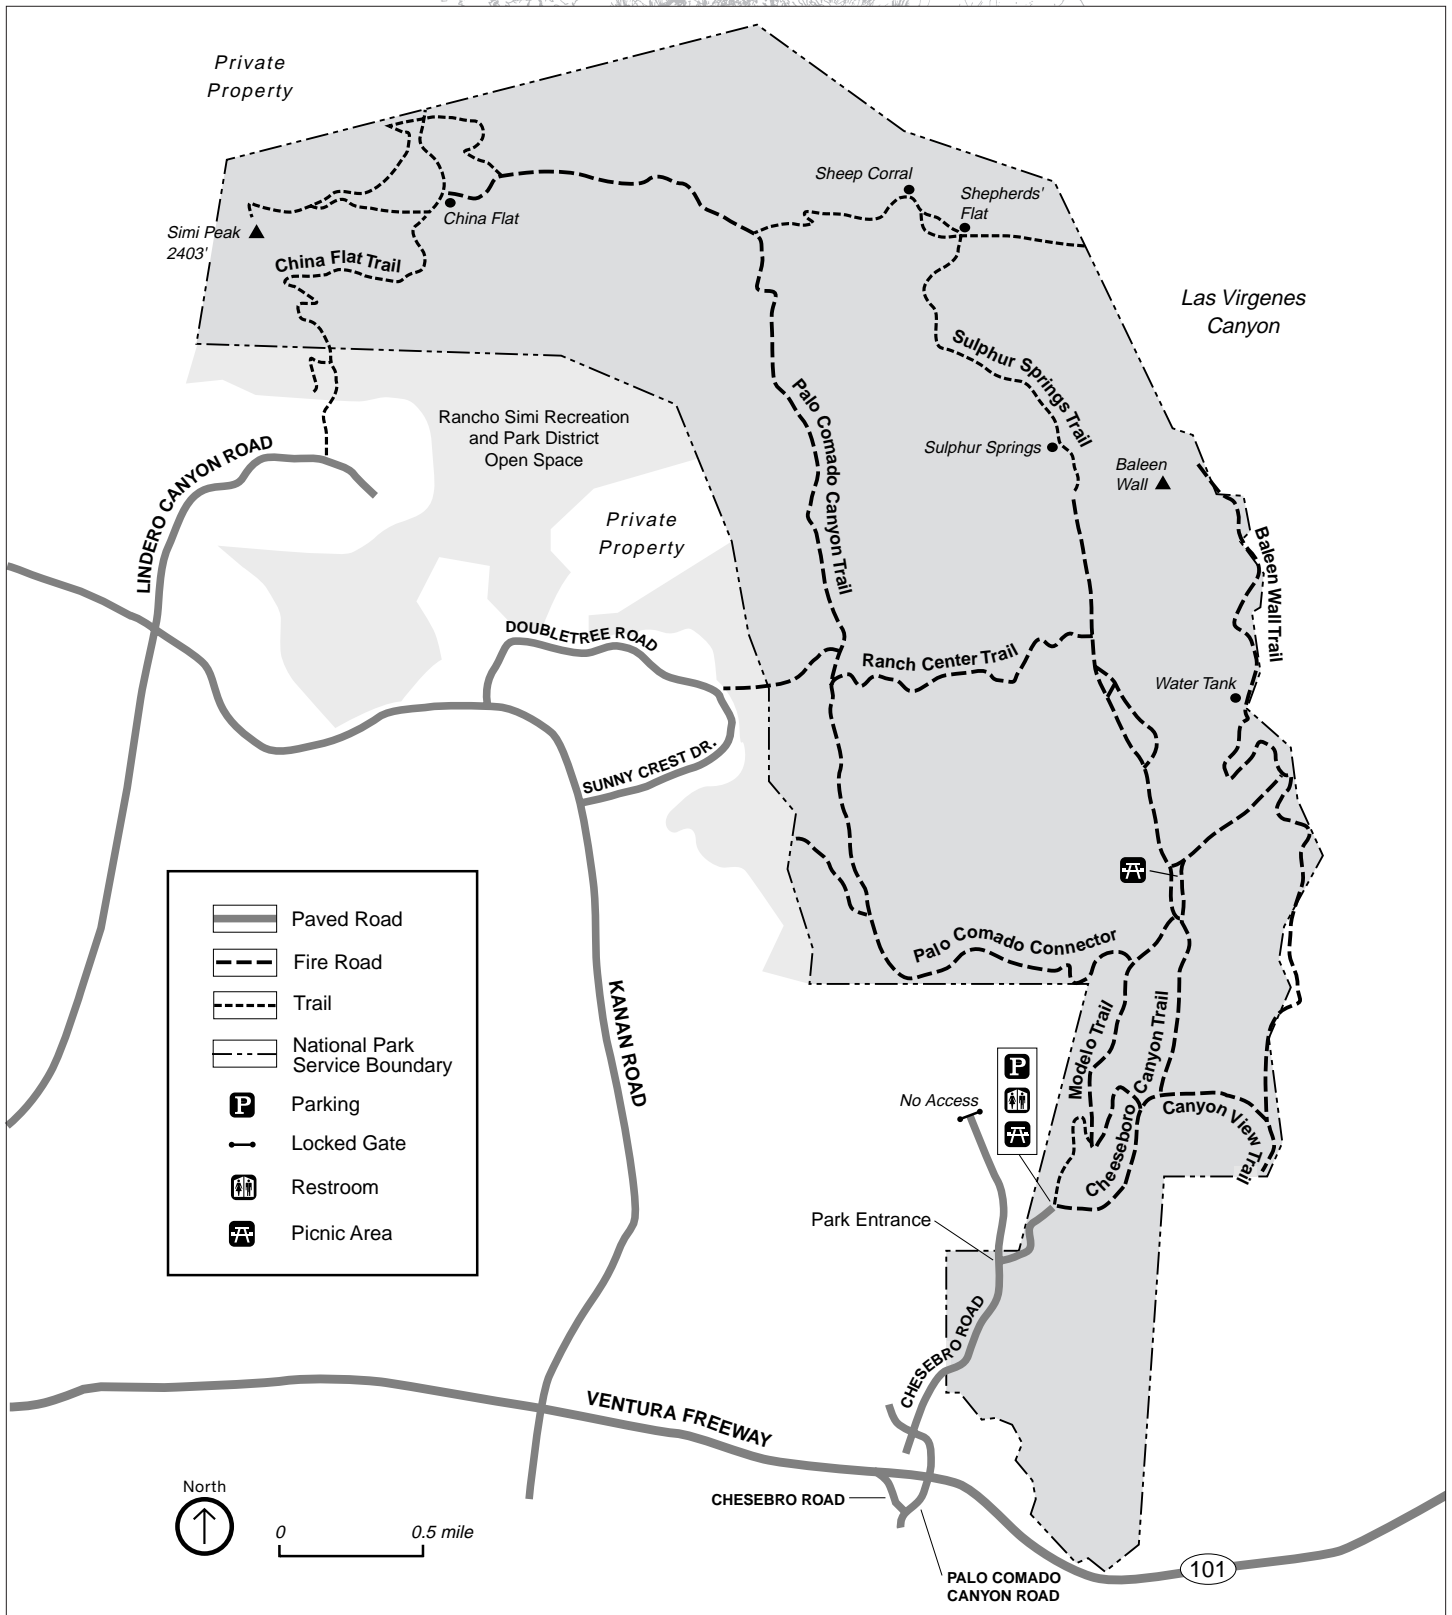 Private
Property
Sheep Corral
Shepherds'
Flat
China Flat
Simi Peak
2403'
China Flat Trail
Las Virgenes
Canyon
Sulphur Springs Trail
Palo Comado Canyon Trail
Rancho Simi Recreation
and Park District
Open Space
LINDERO CANYON ROAD
Sulphur Springs
Baleen
Wall
Private
Property
Baleen Wall Trail
DOUBLETREE ROAD
Ranch Center Trail
Water Tank
SUNNY CREST DR.
Paved Road
Fire Road
Trail
National Park
Service Boundary
P
Parking
Locked Gate
Restroom
Picnic Area
Palo Comado Connector
KANAN ROAD
Modelo Trail
Cheeseboro Canyon Trail
P
No Access
Canyon View Trail
Park Entrance
CHESEBRO ROAD
VENTURA FREEWAY
North
0
0.5 mile
CHESEBRO ROAD
101
PALO COMADO
CANYON ROAD